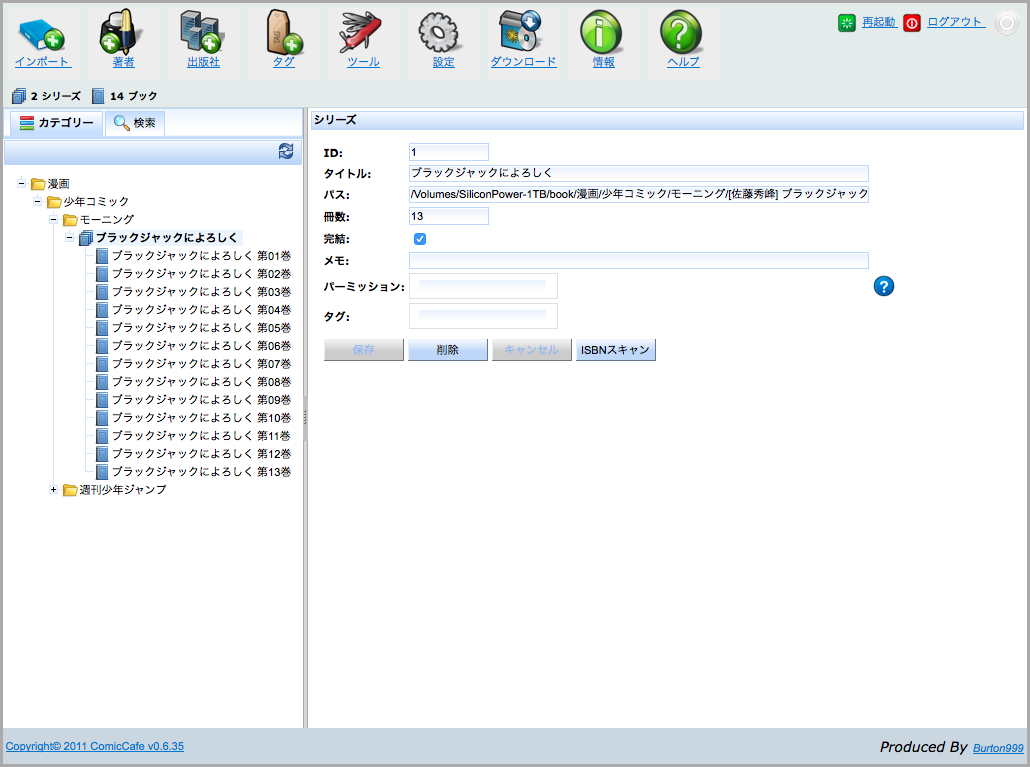 インポート 著者 出版社 タグ ツール 設定 ダウンロード 情報 ヘルプ 再起動 ログアウト
2 シリーズ 14 ブック
カテゴリー 検索
漫画
少年コミック
モーニング
ブラックジャックによろしく
ブラックジャックによろしく 第01巻
ブラックジャックによろしく 第02巻
ブラックジャックによろしく 第03巻
ブラックジャックによろしく 第04巻
ブラックジャックによろしく 第05巻
ブラックジャックによろしく 第06巻
ブラックジャックによろしく 第07巻
ブラックジャックによろしく 第08巻
ブラックジャックによろしく 第09巻
ブラックジャックによろしく 第10巻
ブラックジャックによろしく 第11巻
ブラックジャックによろしく 第12巻
ブラックジャックによろしく 第13巻
週刊少年ジャンプ
シリーズ
ID: 1
タイトル: ブラックジャックによろしく
パス: /Volumes/SiliconPower-1TB/book/漫画/少年コミック/モーニング/[佐藤秀峰] ブラックジャック
冊数: 13
完結:
メモ:
パーミッション:
タグ:
保存 削除 キャンセル ISBNスキャン
Copyright© 2011 ComicCafe v0.6.35
Produced By Burton999